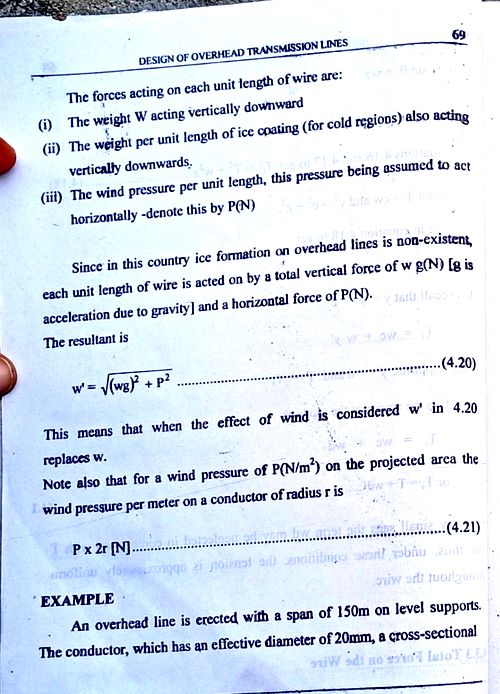 69
DESIGN OF OVERHEAD TRANSMISSION LINES
The forces acting on each unit length of wire are:
(i) The weight W acting vertically downward
(ii) The weight per unit length of ice coating (for cold regions) also acting
vertically downwards.
(iii) The wind pressure per unit length, this pressure being assumed to act
horizontally -denote this by P(N)
Since in this country ice formation on overhead lines is non-existent,
each unit length of wire is acted on by a total vertical force of w g(N) [g is
acceleration due to gravity] and a horizontal force of P(N).
The resultant is
w' = √(wg)² + P² ..........................................................(4.20)
This means that when the effect of wind is considered w' in 4.20
replaces w.
Note also that for a wind pressure of P(N/m²) on the projected area the
wind pressure per meter on a conductor of radius r is
P x 2r [N]..................................................................(4.21)
EXAMPLE
An overhead line is erected with a span of 150m on level supports.
The conductor, which has an effective diameter of 20mm, a cross-sectional